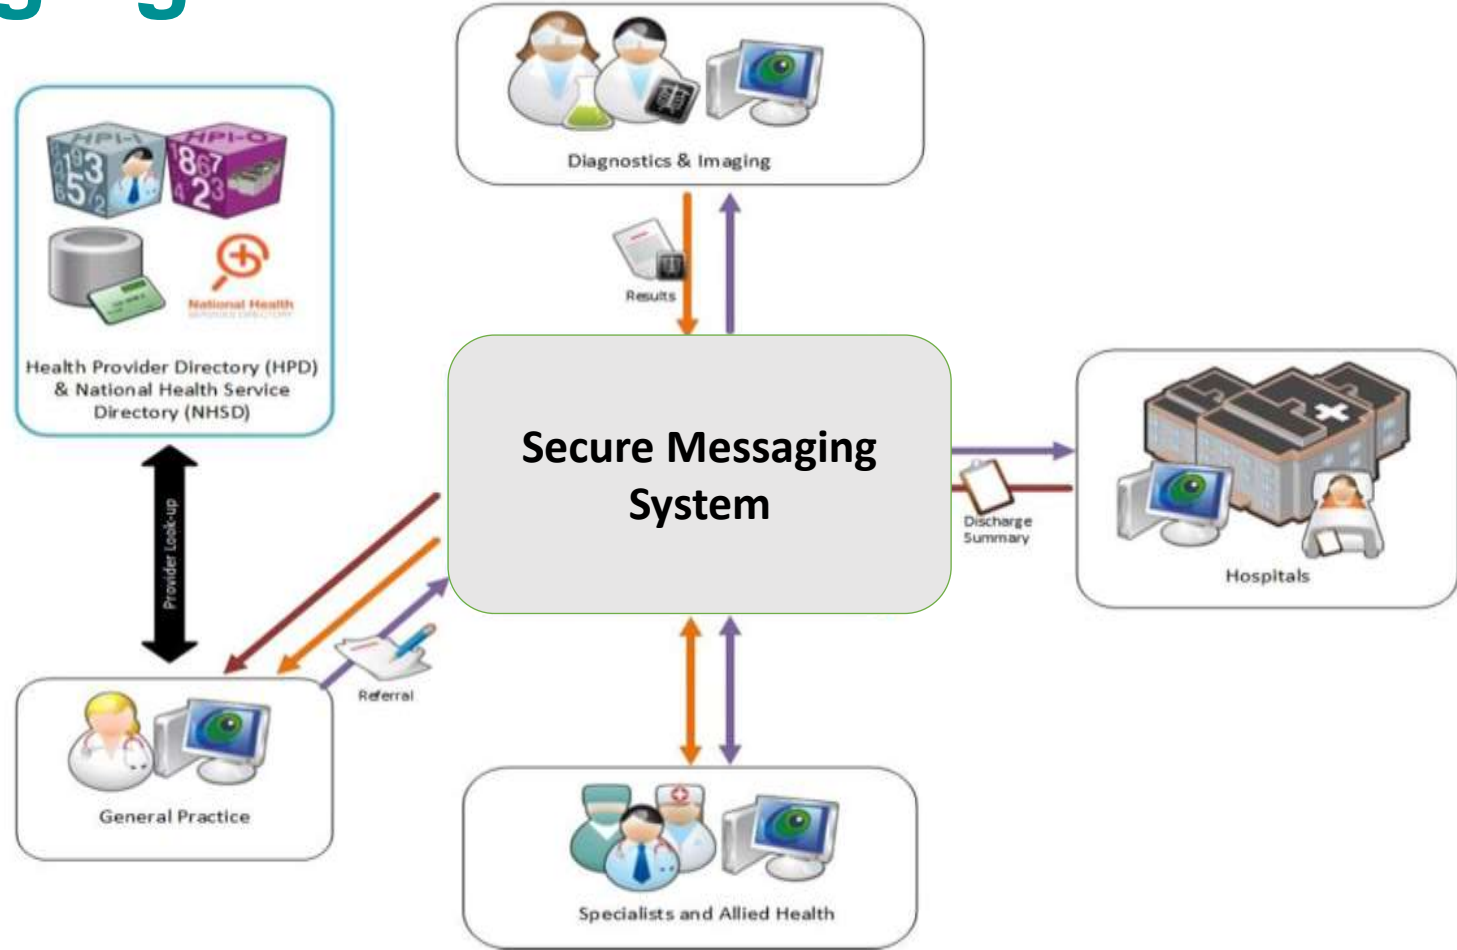 Diagnostics & Imaging
HPI-I
HPI-O
National Health
Health Provider Directory (HPD)
& National Health Service
Directory (NHSD)
Results
Secure Messaging
System
Provider Look-up
Discharge
Summary
Hospitals
Referral
General Practice
Specialists and Allied Health